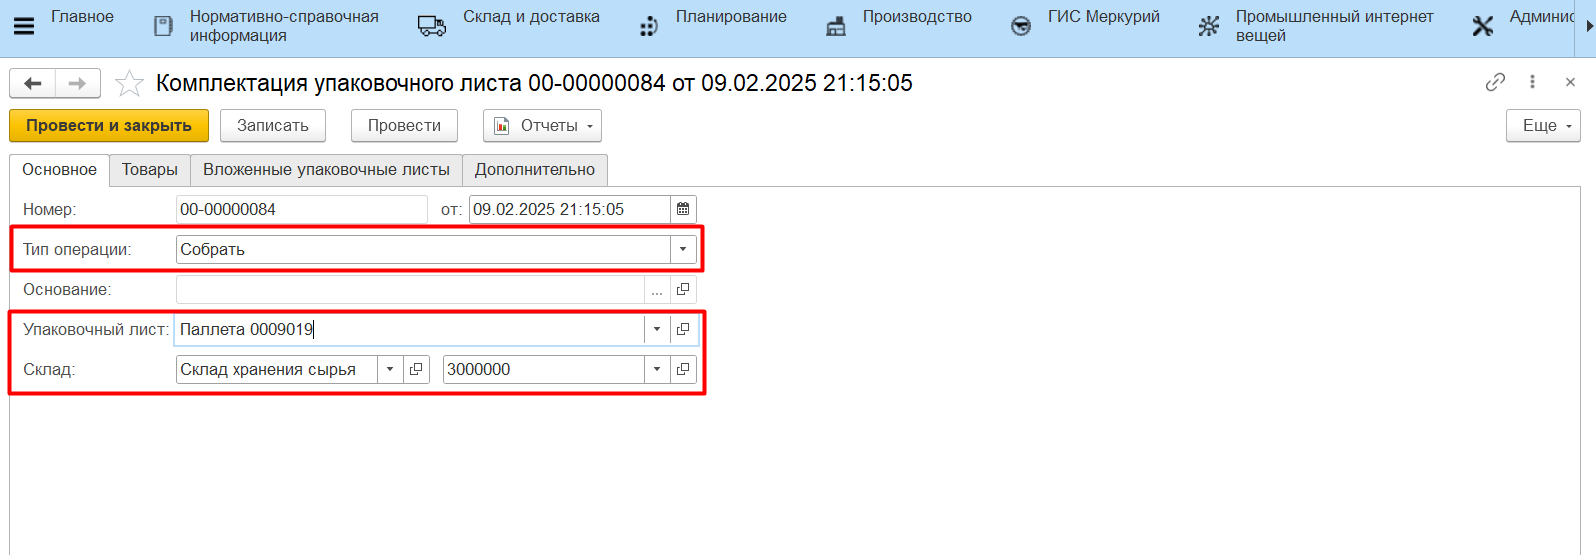 Главное
Нормативно-справочная
информация
Склад и доставка
Планирование
Производство
ГИС Меркурий
Промышленный интернет
вещей
Админис
Комплектация упаковочного листа 00-00000084 от 09.02.2025 21:15:05
Провести и закрыть
Записать
Провести
Отчеты
Еще
Основное
Товары
Вложенные упаковочные листы
Дополнительно
Номер: 00-00000084 от: 09.02.2025 21:15:05
Тип операции: Собрать
Основание: ...
Упаковочный лист: Паллета 0009019
Склад: Склад хранения сырья 3000000